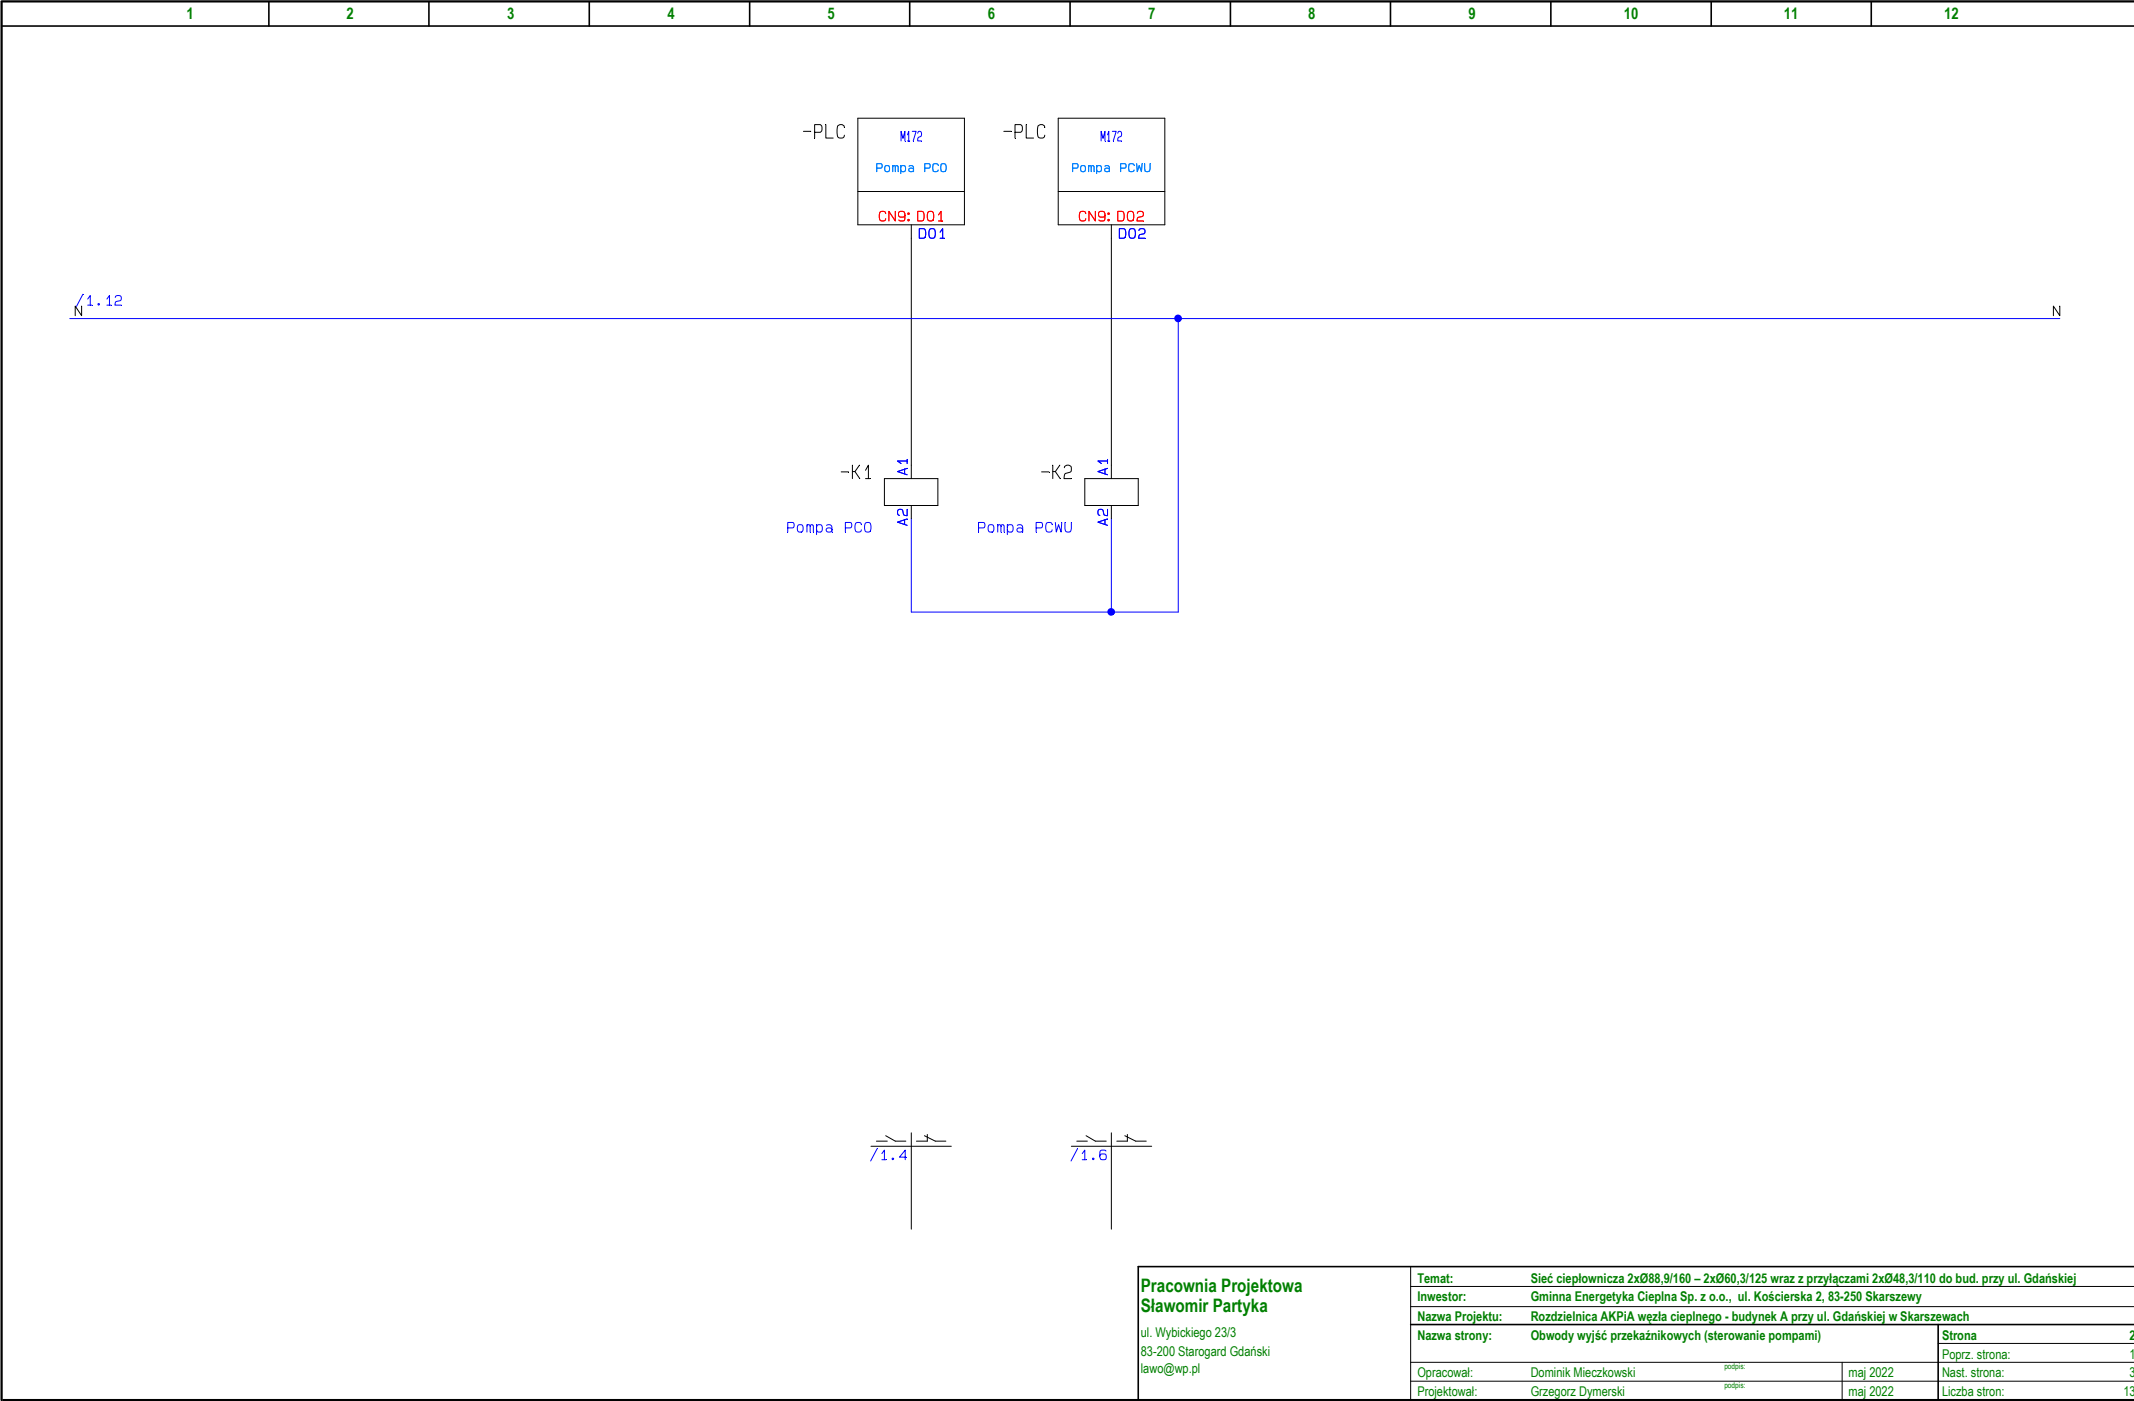 1 2 3 4 5 6 7 8 9 10 11 12
-PLC M172 -PLC M172
Pompa PCO Pompa PCWU
CN9: DO1 CN9: DO2
DO1 DO2
/1.12
N N
-K1 A1 -K2 A1
Pompa PCO A2 Pompa PCWU A2
/1.4 /1.6
Pracownia Projektowa
Sławomir Partyka
ul. Wybickiego 23/3
83-200 Starogard Gdański
lawo@wp.pl
Temat: Sieć ciepłownicza 2xØ88,9/160 – 2xØ60,3/125 wraz z przyłączami 2xØ48,3/110 do bud. przy ul. Gdańskiej
Inwestor: Gminna Energetyka Cieplna Sp. z o.o., ul. Kościerska 2, 83-250 Skarszewy
Nazwa Projektu: Rozdzielnica AKPiA węzła cieplnego - budynek A przy ul. Gdańskiej w Skarszewach
Nazwa strony: Obwody wyjść przekaźnikowych (sterowanie pompami) Strona 2
Poprz. strona: 1
Opracował: Dominik Mieczkowski podpis: maj 2022 Nast. strona: 3
Projektował: Grzegorz Dymerski podpis: maj 2022 Liczba stron: 13